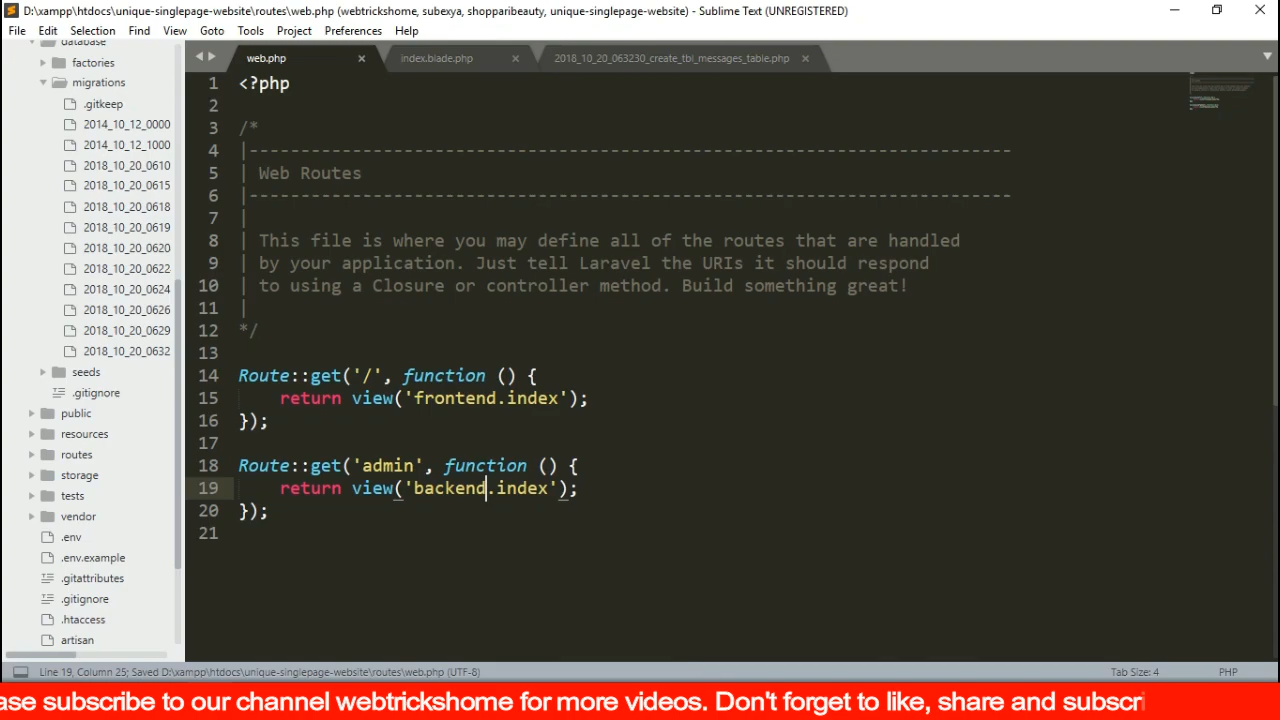 D:\xampp\htdocs\unique-singlepage-website\routes\web.php (webtrickshome, subexya, shopparibeauty, unique-singlepage-website) - Sublime Text (UNREGISTERED)
File Edit Selection Find View Goto Tools Project Preferences Help
database
factories
migrations
.gitkeep
2014_10_12_0000
2014_10_12_1000
2018_10_20_0610
2018_10_20_0615
2018_10_20_0618
2018_10_20_0619
2018_10_20_0620
2018_10_20_0622
2018_10_20_0624
2018_10_20_0626
2018_10_20_0629
2018_10_20_0632
seeds
.gitignore
public
resources
routes
storage
tests
vendor
.env
.env.example
.gitattributes
.gitignore
.htaccess
artisan
web.php index.blade.php 2018_10_20_063230_create_tbl_messages_table.php
1 <?php
2
3 /*
4 |--------------------------------------------------------------------------
5 | Web Routes
6 |--------------------------------------------------------------------------
7 |
8 | This file is where you may define all of the routes that are handled
9 | by your application. Just tell Laravel the URIs it should respond
10 | to using a Closure or controller method. Build something great!
11 |
12 */
13
14 Route::get('/', function () {
15     return view('frontend.index');
16 });
17
18 Route::get('admin', function () {
19     return view('backend.index');
20 });
21
Line 19, Column 25; Saved D:\xampp\htdocs\unique-singlepage-website\routes\web.php (UTF-8) Tab Size: 4 PHP
ase subscribe to our channel webtrickshome for more videos. Don't forget to like, share and subscri